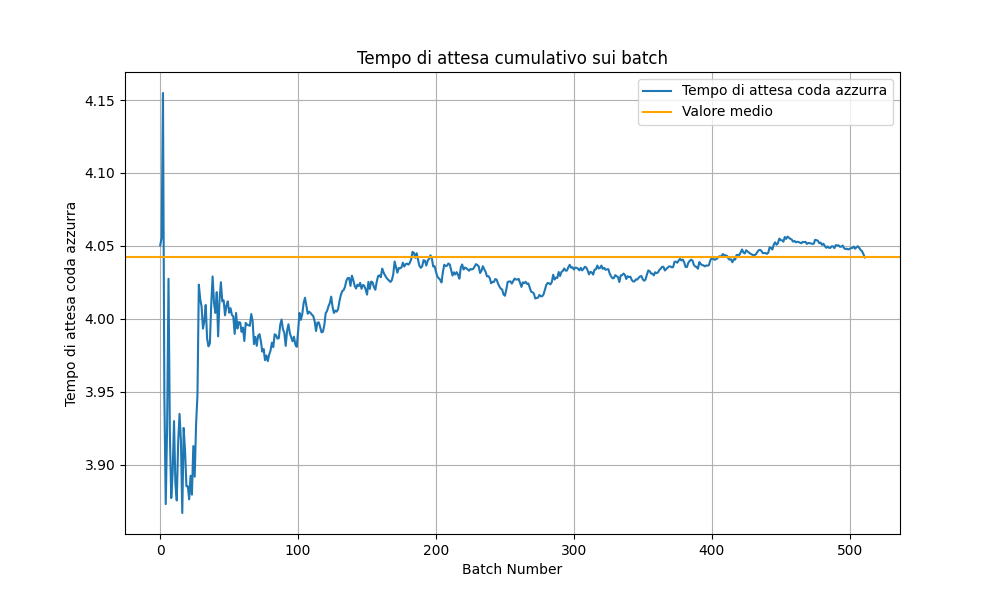 Tempo di attesa cumulativo sui batch
Tempo di attesa coda azzurra
Valore medio
Tempo di attesa coda azzurra
4.15
4.10
4.05
4.00
3.95
3.90
0 100 200 300 400 500
Batch Number